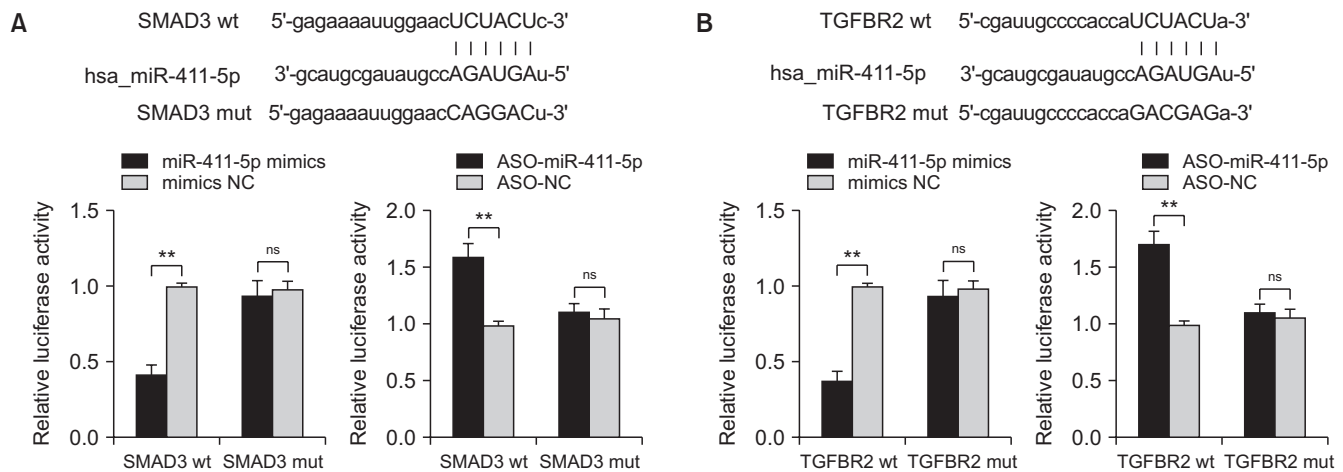 A
SMAD3 wt 5'-gagaaaauuggaacUCUACUc-3'
hsa_miR-411-5p 3'-gcaugcgauaugccAGAUGAu-5'
SMAD3 mut 5'-gagaaaauuggaacCAGGACu-3'
miR-411-5p mimics
mimics NC
Relative luciferase activity
1.5
1.0
0.5
0.0
**
ns
SMAD3 wt SMAD3 mut
ASO-miR-411-5p
ASO-NC
Relative luciferase activity
2.0
1.5
1.0
0.5
0.0
**
ns
SMAD3 wt SMAD3 mut
B
TGFBR2 wt 5'-cgauugccccaccaUCUACUa-3'
hsa_miR-411-5p 3'-gcaugcgauaugccAGAUGAu-5'
TGFBR2 mut 5'-cgauugccccaccaGACGAGa-3'
miR-411-5p mimics
mimics NC
Relative luciferase activity
1.5
1.0
0.5
0.0
**
ns
TGFBR2 wt TGFBR2 mut
ASO-miR-411-5p
ASO-NC
Relative luciferase activity
2.0
1.5
1.0
0.5
0.0
**
ns
TGFBR2 wt TGFBR2 mut